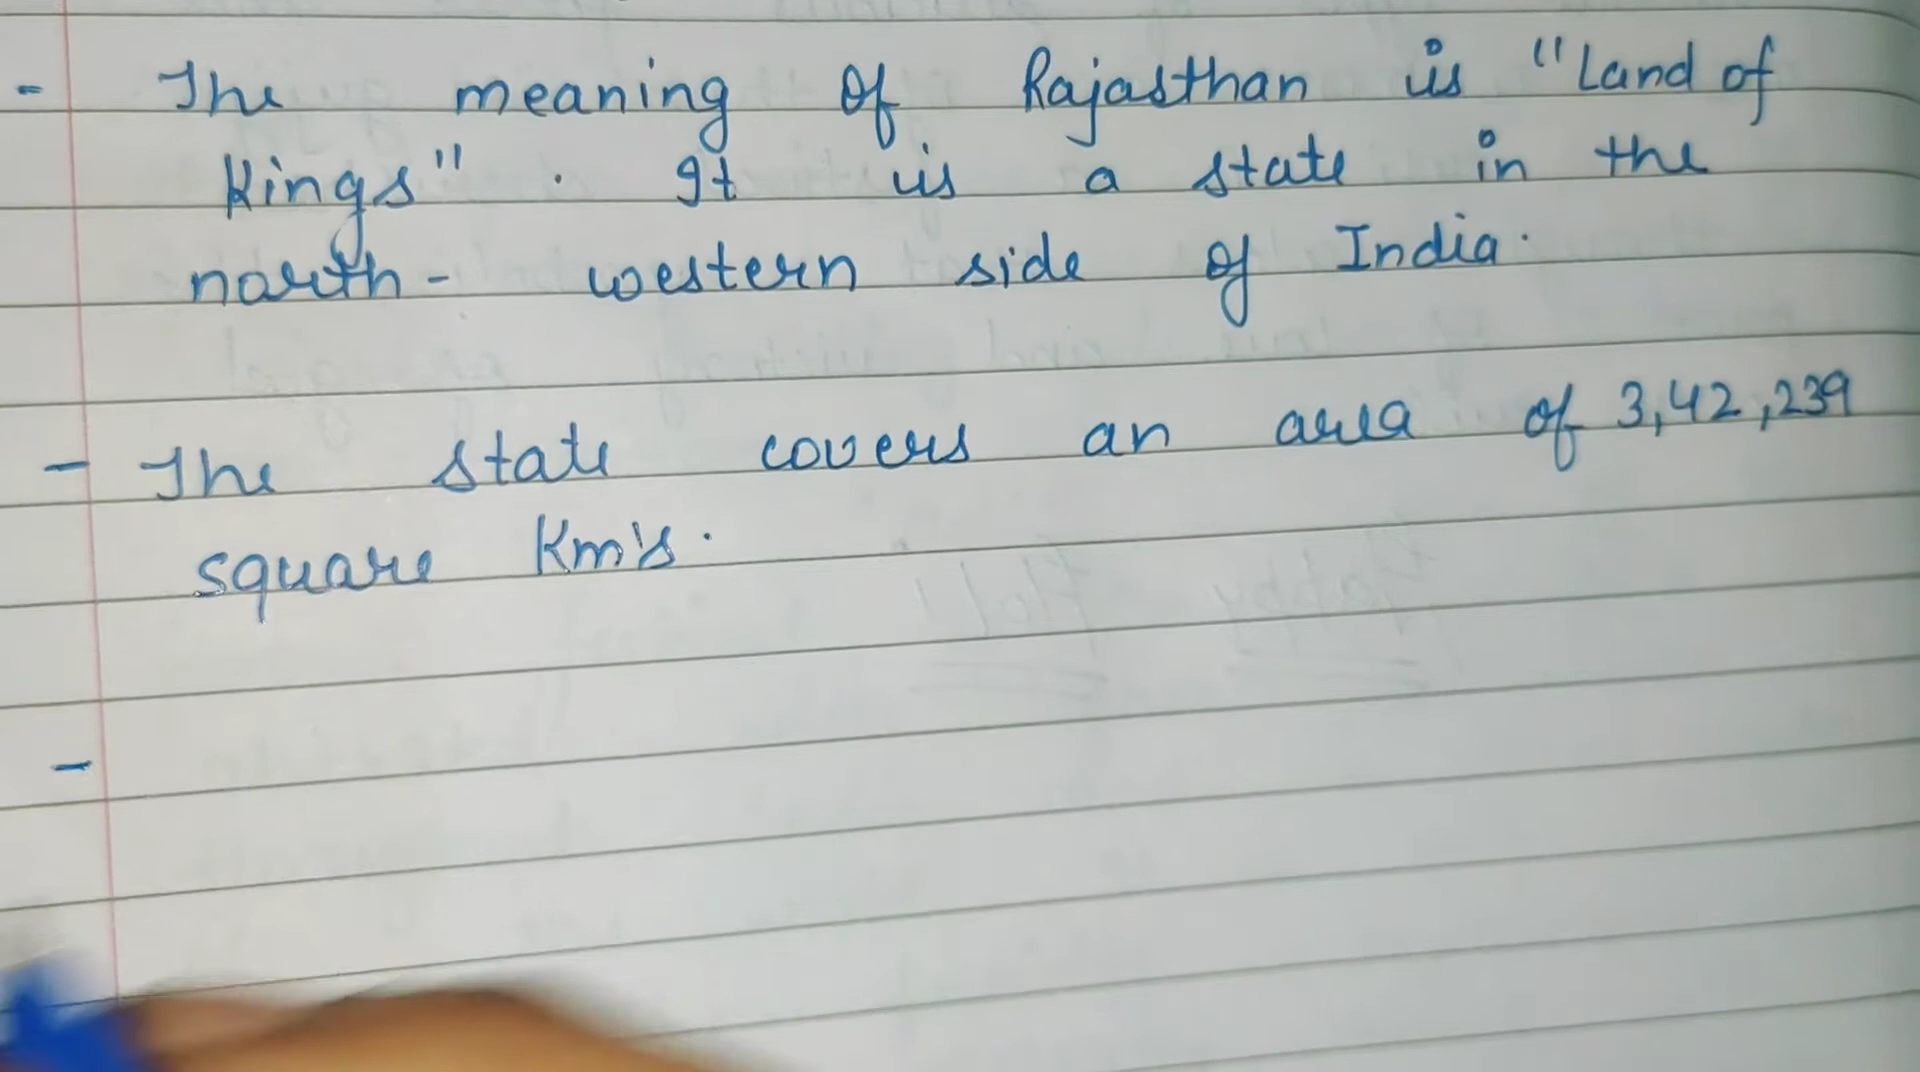 - The meaning of Rajasthan is "Land of
Kings". It is a state in the
north- western side of India.
- The state covers an area of 3,42,239
square Km's.
-